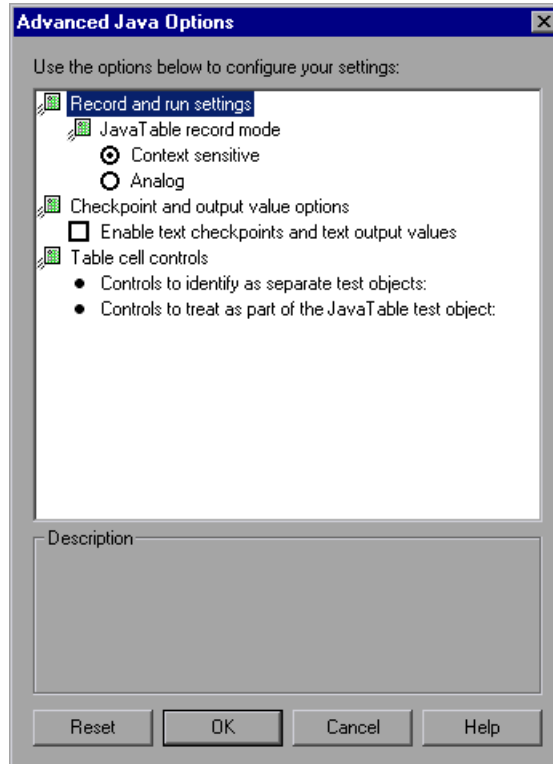 Advanced Java Options
Use the options below to configure your settings:
Record and run settings
JavaTable record mode
Context sensitive
Analog
Checkpoint and output value options
Enable text checkpoints and text output values
Table cell controls
Controls to identify as separate test objects:
Controls to treat as part of the JavaTable test object:
Description
Reset
OK
Cancel
Help